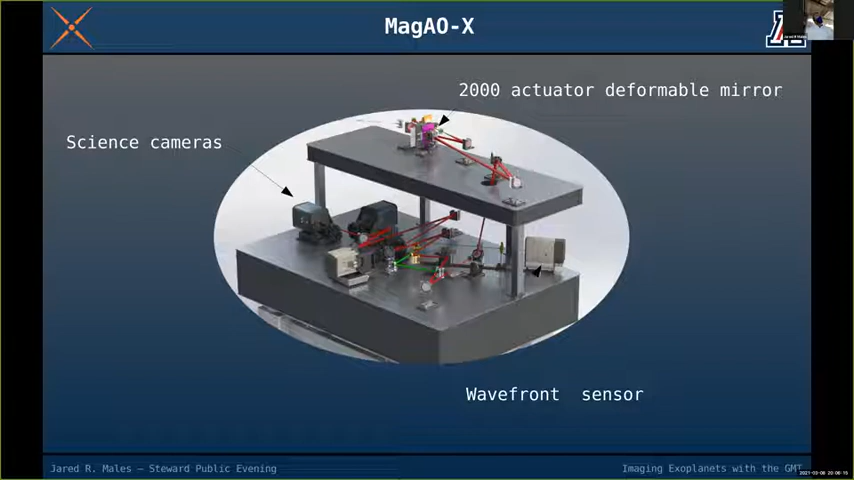 MagAO-X
2000 actuator deformable mirror
Science cameras
Wavefront sensor
Jared R. Males – Steward Public Evening
Imaging Exoplanets with the GMT